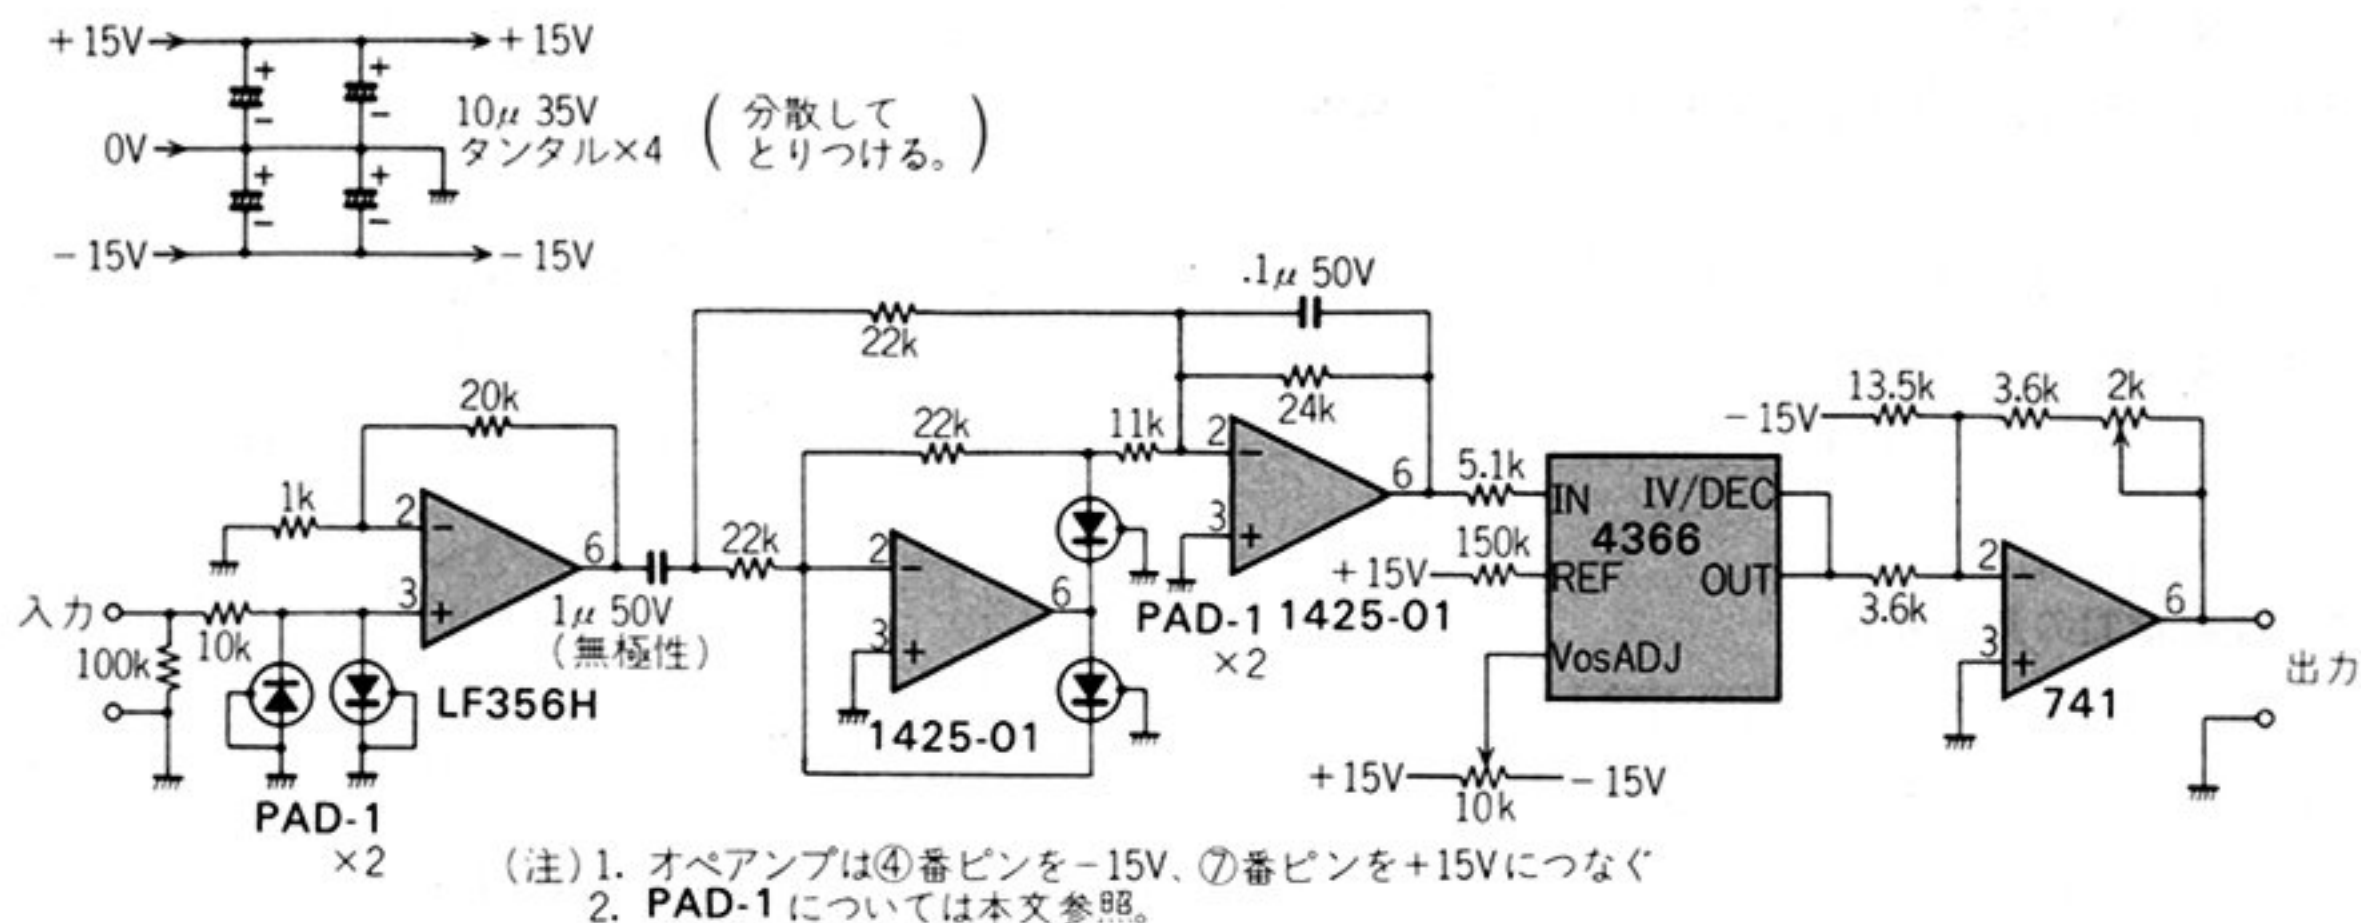 +15V
+15V
+
+
10μ 35V
タンタル×4
(分散して
とりつける。)
−
−
0V
+
+
−
−
−15V
−15V
.1μ 50V
22k
24k
20k
22k
11k
2
−
3
+
6
1k
2
−
3
+
6
22k
2
−
3
+
6
入力
10k
100k
1μ 50V
(無極性)
LF356H
PAD-1
×2
1425-01
PAD-1
×2
1425-01
5.1k
150k
+15V
IN
IV/DEC
4366
REF
OUT
VosADJ
+15V
−15V
10k
13.5k
3.6k
2k
−15V
3.6k
2
−
3
+
6
741
出力
(注) 1. オペアンプは④番ピンを−15V、⑦番ピンを+15Vにつなぐ
2. PAD-1 については本文参照。